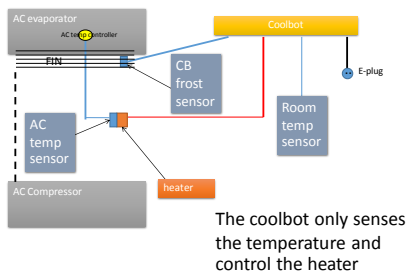 AC evaporator
AC temp controller
FIN
Coolbot
E-plug
CB
frost
sensor
Room
temp
sensor
AC
temp
sensor
heater
AC Compressor
The coolbot only senses
the temperature and
control the heater